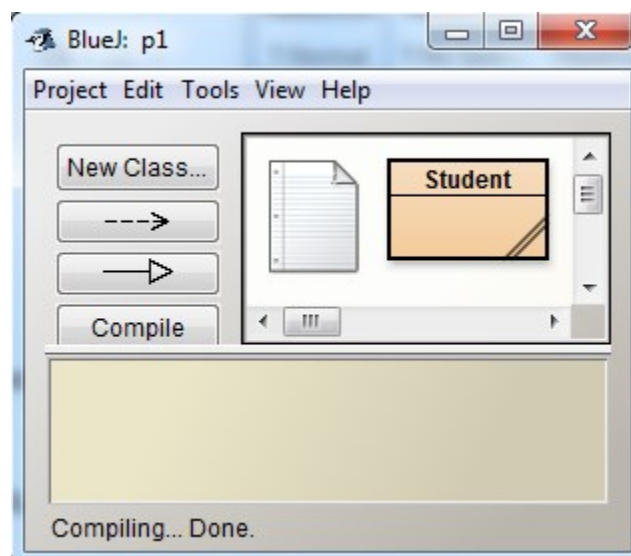 BlueJ: p1
Project Edit Tools View Help
New Class...
Student
Compile
Compiling... Done.